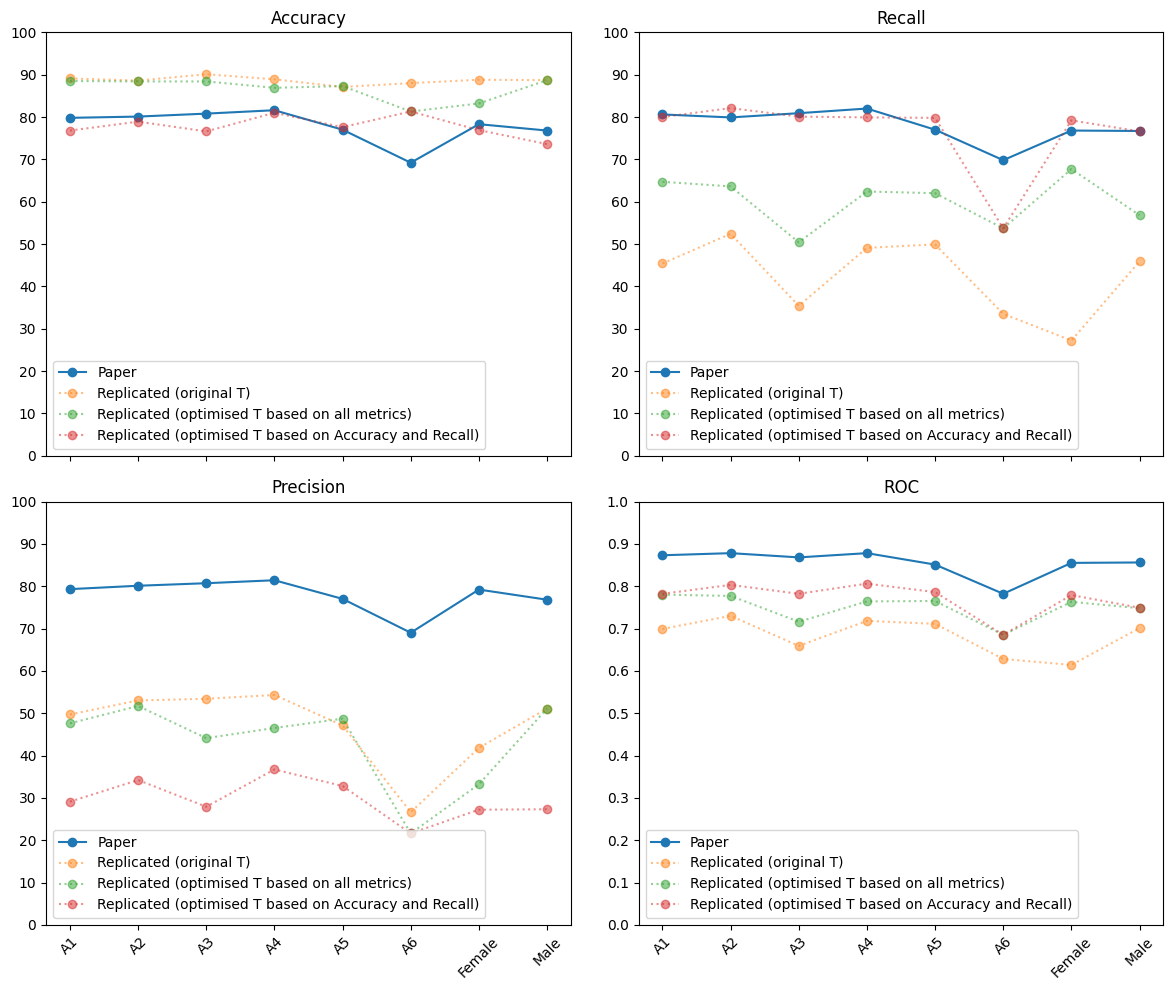 Accuracy
100
90
80
70
60
50
40
30
20
10
0
Paper
Replicated (original T)
Replicated (optimised T based on all metrics)
Replicated (optimised T based on Accuracy and Recall)
Recall
100
90
80
70
60
50
40
30
20
10
0
Paper
Replicated (original T)
Replicated (optimised T based on all metrics)
Replicated (optimised T based on Accuracy and Recall)
Precision
100
90
80
70
60
50
40
30
20
10
0
Paper
Replicated (original T)
Replicated (optimised T based on all metrics)
Replicated (optimised T based on Accuracy and Recall)
A1 A2 A3 A4 A5 A6 Female Male
ROC
1.0
0.9
0.8
0.7
0.6
0.5
0.4
0.3
0.2
0.1
0.0
Paper
Replicated (original T)
Replicated (optimised T based on all metrics)
Replicated (optimised T based on Accuracy and Recall)
A1 A2 A3 A4 A5 A6 Female Male